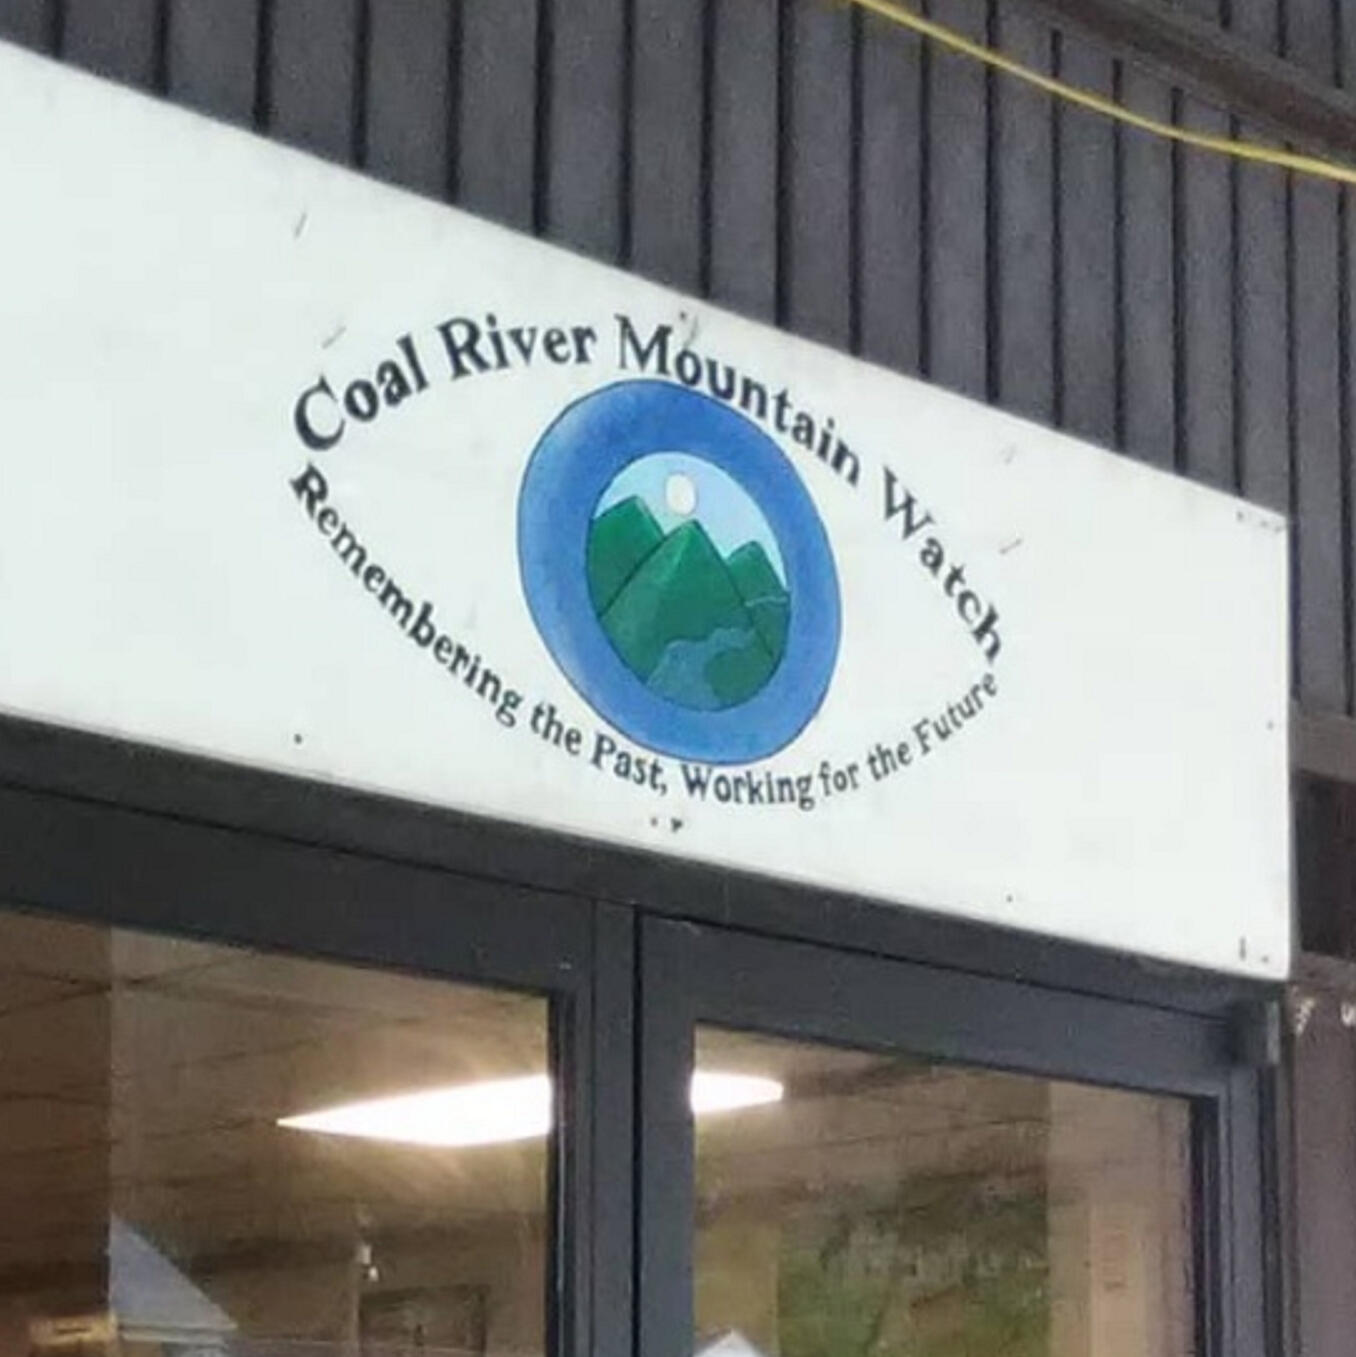 Coal River Mountain Watch
Remembering the Past, Working for the Future